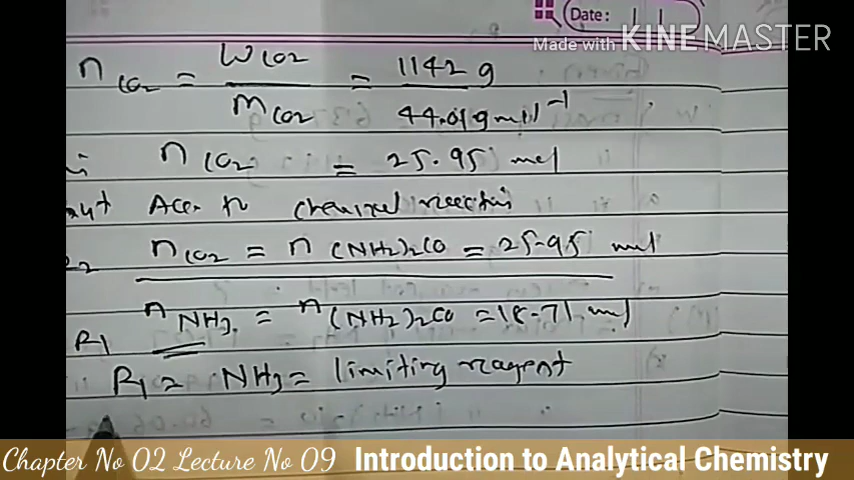 Date: / /
Made with KINEMASTER
n CO2 = WCO2 / MCO2 = 1142 g / 44.01 g mol⁻¹
n CO2 = 25.95 mol
Acc. to chemical reaction
n CO2 = n (NH2)2CO = 25.95 mol
n NH3 = n (NH2)2CO = 18.71 mol
R1
R1 = NH3 = limiting reagent
Chapter No 02 Lecture No 09 Introduction to Analytical Chemistry